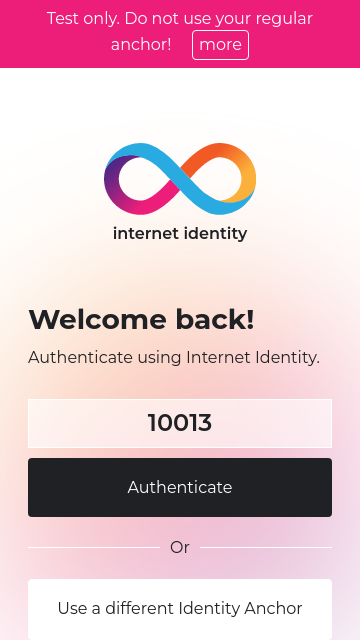 Test only. Do not use your regular
anchor! more
internet identity
Welcome back!
Authenticate using Internet Identity.
10013
Authenticate
Or
Use a different Identity Anchor